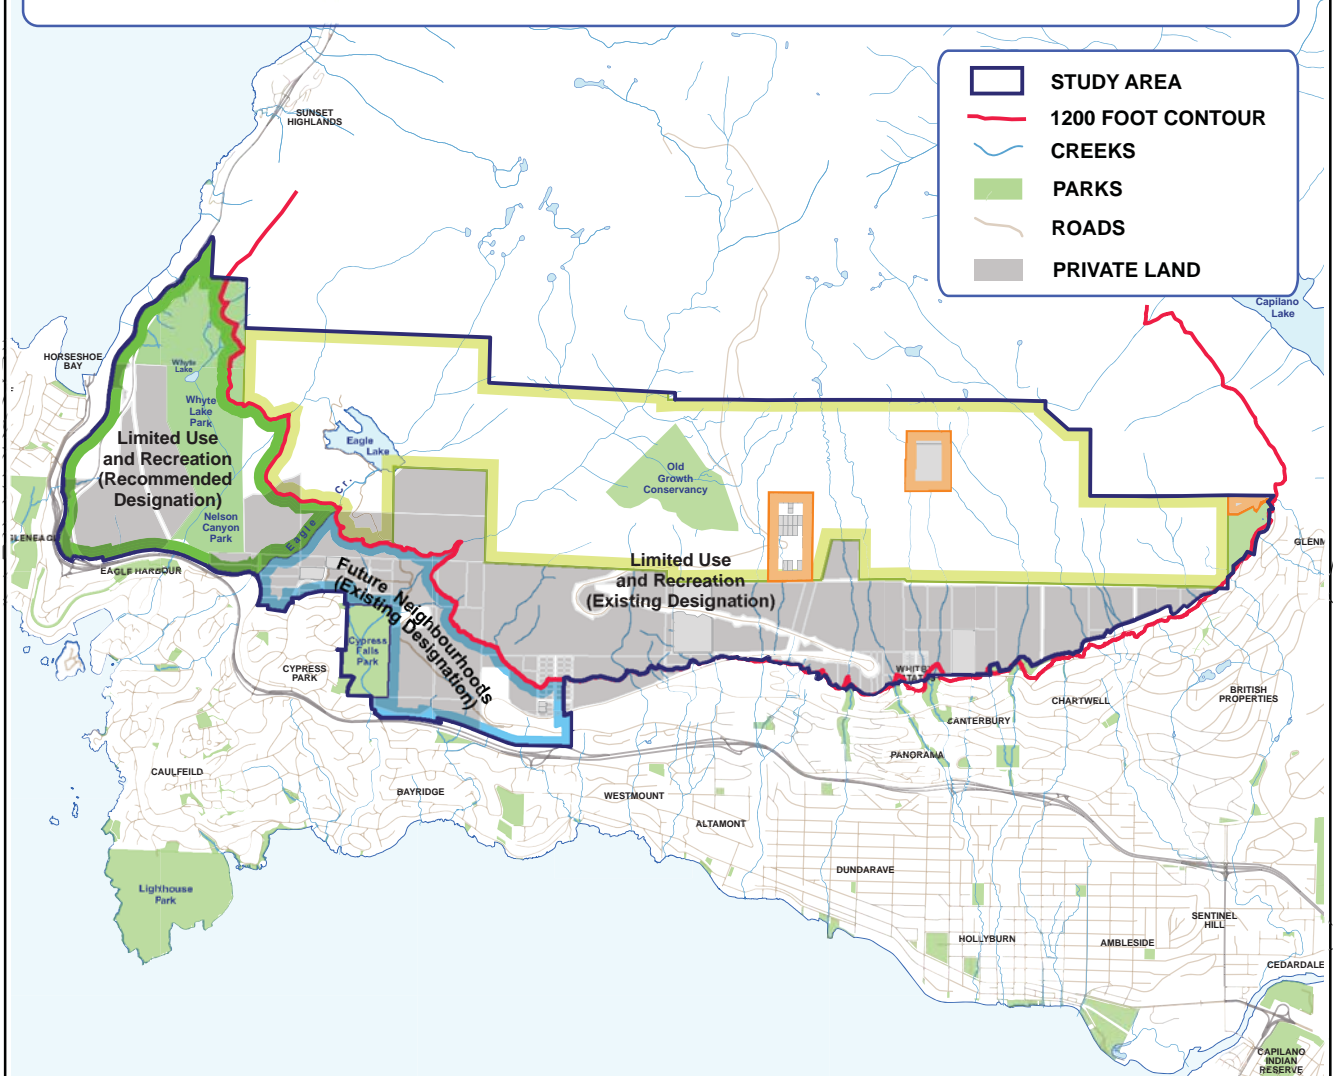 STUDY AREA
1200 FOOT CONTOUR
CREEKS
PARKS
ROADS
PRIVATE LAND
SUNSET
HIGHLANDS
Capilano
Lake
HORSESHOE
BAY
Whyte
Lake
Whyte
Lake
Park
Limited Use
and Recreation
(Recommended
Designation)
Nelson
Canyon
Park
Eagle
Lake
Eagle Cr.
Old
Growth
Conservancy
Limited Use
and Recreation
(Existing Designation)
Future Neighbourhoods
(Existing Designation)
EAGLE HARBOUR
Cypress
Falls
Park
CYPRESS
PARK
CHARTWELL
BRITISH
PROPERTIES
CANTERBURY
PANORAMA
CAULFEILD
BAYRIDGE
WESTMOUNT
ALTAMONT
DUNDARAVE
Lighthouse
Park
HOLLYBURN
AMBLESIDE
SENTINEL
HILL
CEDARDALE
CAPILANO
INDIAN
RESERVE